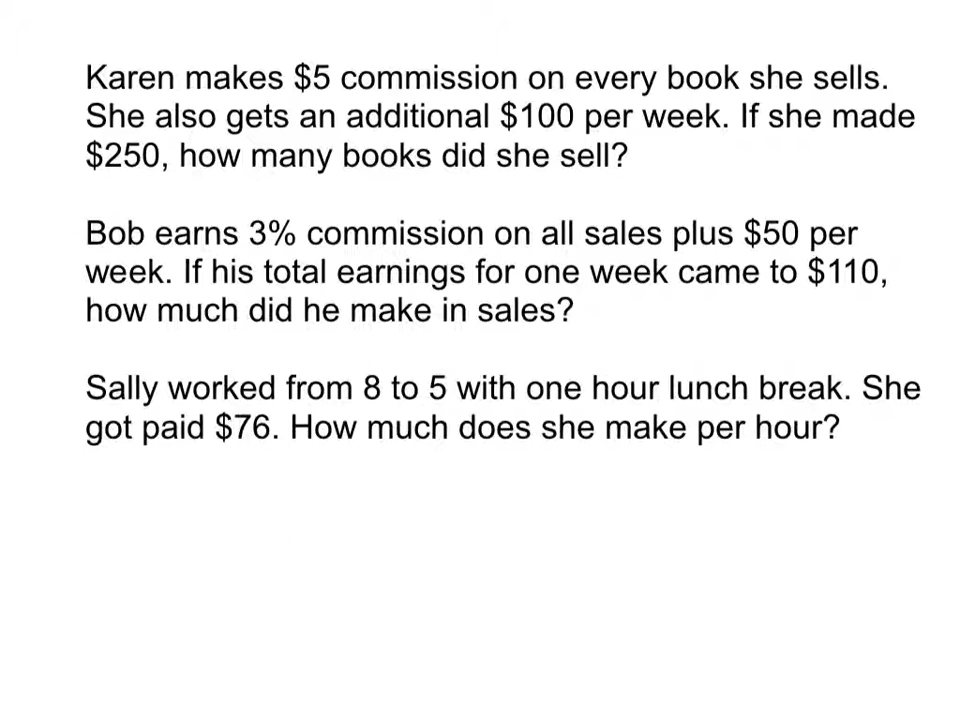 Karen makes $5 commission on every book she sells.
She also gets an additional $100 per week. If she made
$250, how many books did she sell?
Bob earns 3% commission on all sales plus $50 per
week. If his total earnings for one week came to $110,
how much did he make in sales?
Sally worked from 8 to 5 with one hour lunch break. She
got paid $76. How much does she make per hour?